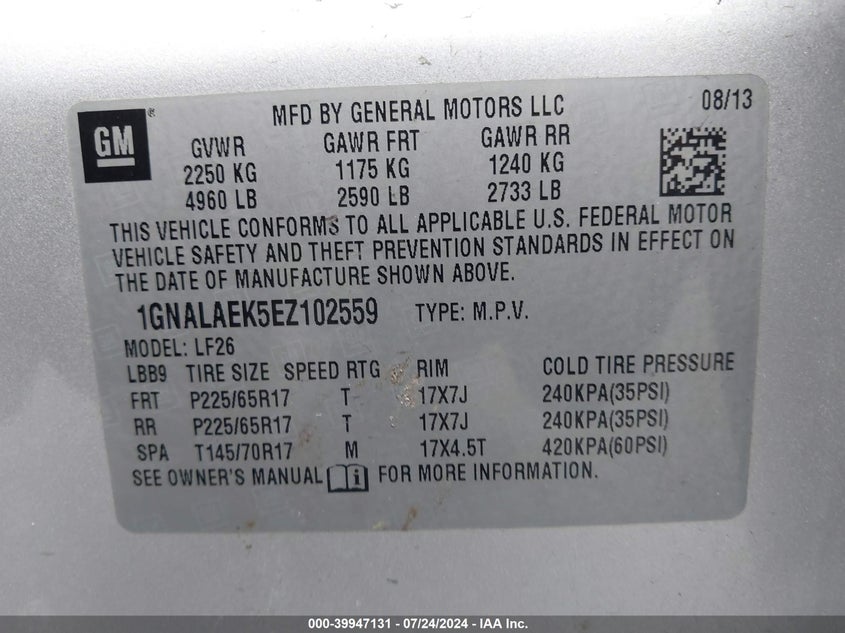 GM ®
MFD BY GENERAL MOTORS LLC 08/13
GVWR GAWR FRT GAWR RR
2250 KG 1175 KG 1240 KG
4960 LB 2590 LB 2733 LB
THIS VEHICLE CONFORMS TO ALL APPLICABLE U.S. FEDERAL MOTOR
VEHICLE SAFETY AND THEFT PREVENTION STANDARDS IN EFFECT ON
THE DATE OF MANUFACTURE SHOWN ABOVE.
1GNALAEK5EZ102559 TYPE: M.P.V.
MODEL: LF26
LBB9 TIRE SIZE SPEED RTG RIM COLD TIRE PRESSURE
FRT P225/65R17 T 17X7J 240KPA(35PSI)
RR P225/65R17 T 17X7J 240KPA(35PSI)
SPA T145/70R17 M 17X4.5T 420KPA(60PSI)
SEE OWNER'S MANUAL FOR MORE INFORMATION.
000-39947131 - 07/24/2024 - IAA Inc.